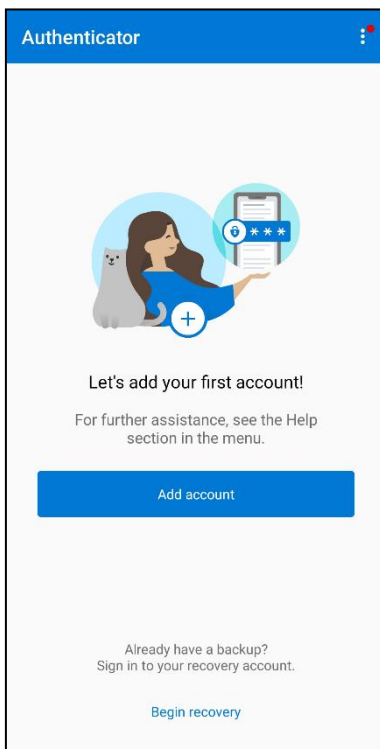 Authenticator
* * *
Let's add your first account!
For further assistance, see the Help
section in the menu.
Add account
Already have a backup?
Sign in to your recovery account.
Begin recovery